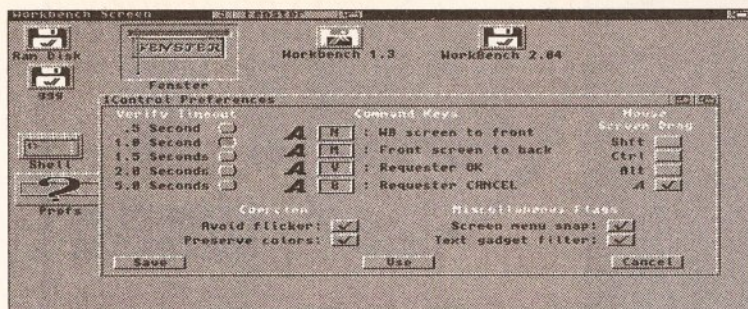 Workbench Screen
Fenster
Ram Disk
FENSTER
Workbench 1.3
WorkBench 2.04
ggg
Fenster
IControl Preferences
Verify Timeout
Command Keys
Mouse
Screen Drag
.5 Second
A N : WB screen to front
Shft
1.0 Second
A M : Front screen to back
Ctrl
1.5 Seconds
A V : Requester OK
Alt
2.0 Seconds
A B : Requester CANCEL
A
5.0 Seconds
Shell
Prefs
Coercion
Miscellaneous Flags
Avoid flicker:
Screen menu snap:
Preserve colors:
Text gadget filter:
Save
Use
Cancel